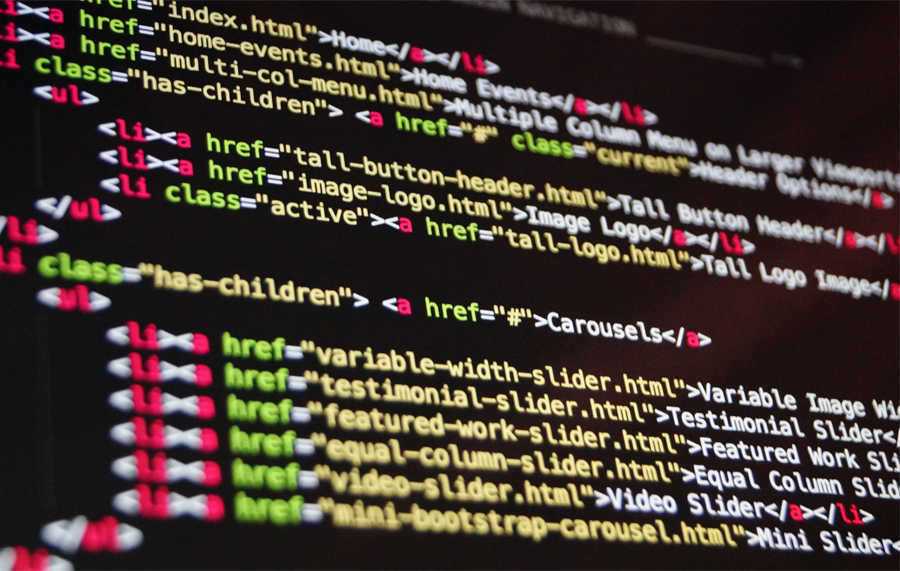 NAVIGATION
<li><a href="index.html">Home</a></li>
<li><a href="home-events.html">Home Events</a></li>
<li><a href="multi-col-menu.html">Multiple Column Menu on Larger Viewports
li class="has-children"> <a href="#" class="current">Header Options</a>
<ul>
<li><a href="tall-button-header.html">Tall Button Header</a></li>
<li><a href="image-logo.html">Image Logo</a></li>
<li class="active"><a href="tall-logo.html">Tall Logo Image</a
</ul>
</li>
li class="has-children"> <a href="#">Carousels</a>
<ul>
<li><a href="variable-width-slider.html">Variable Image
<li><a href="testimonial-slider.html">Testimonial Slider</
<li><a href="featured-work-slider.html">Featured Work
<li><a href="equal-column-slider.html">Equal Column
<li><a href="video-slider.html">Video Slider</a></li>
<li><a href="mini-bootstrap-carousel.html">Mini Slider<
</ul>